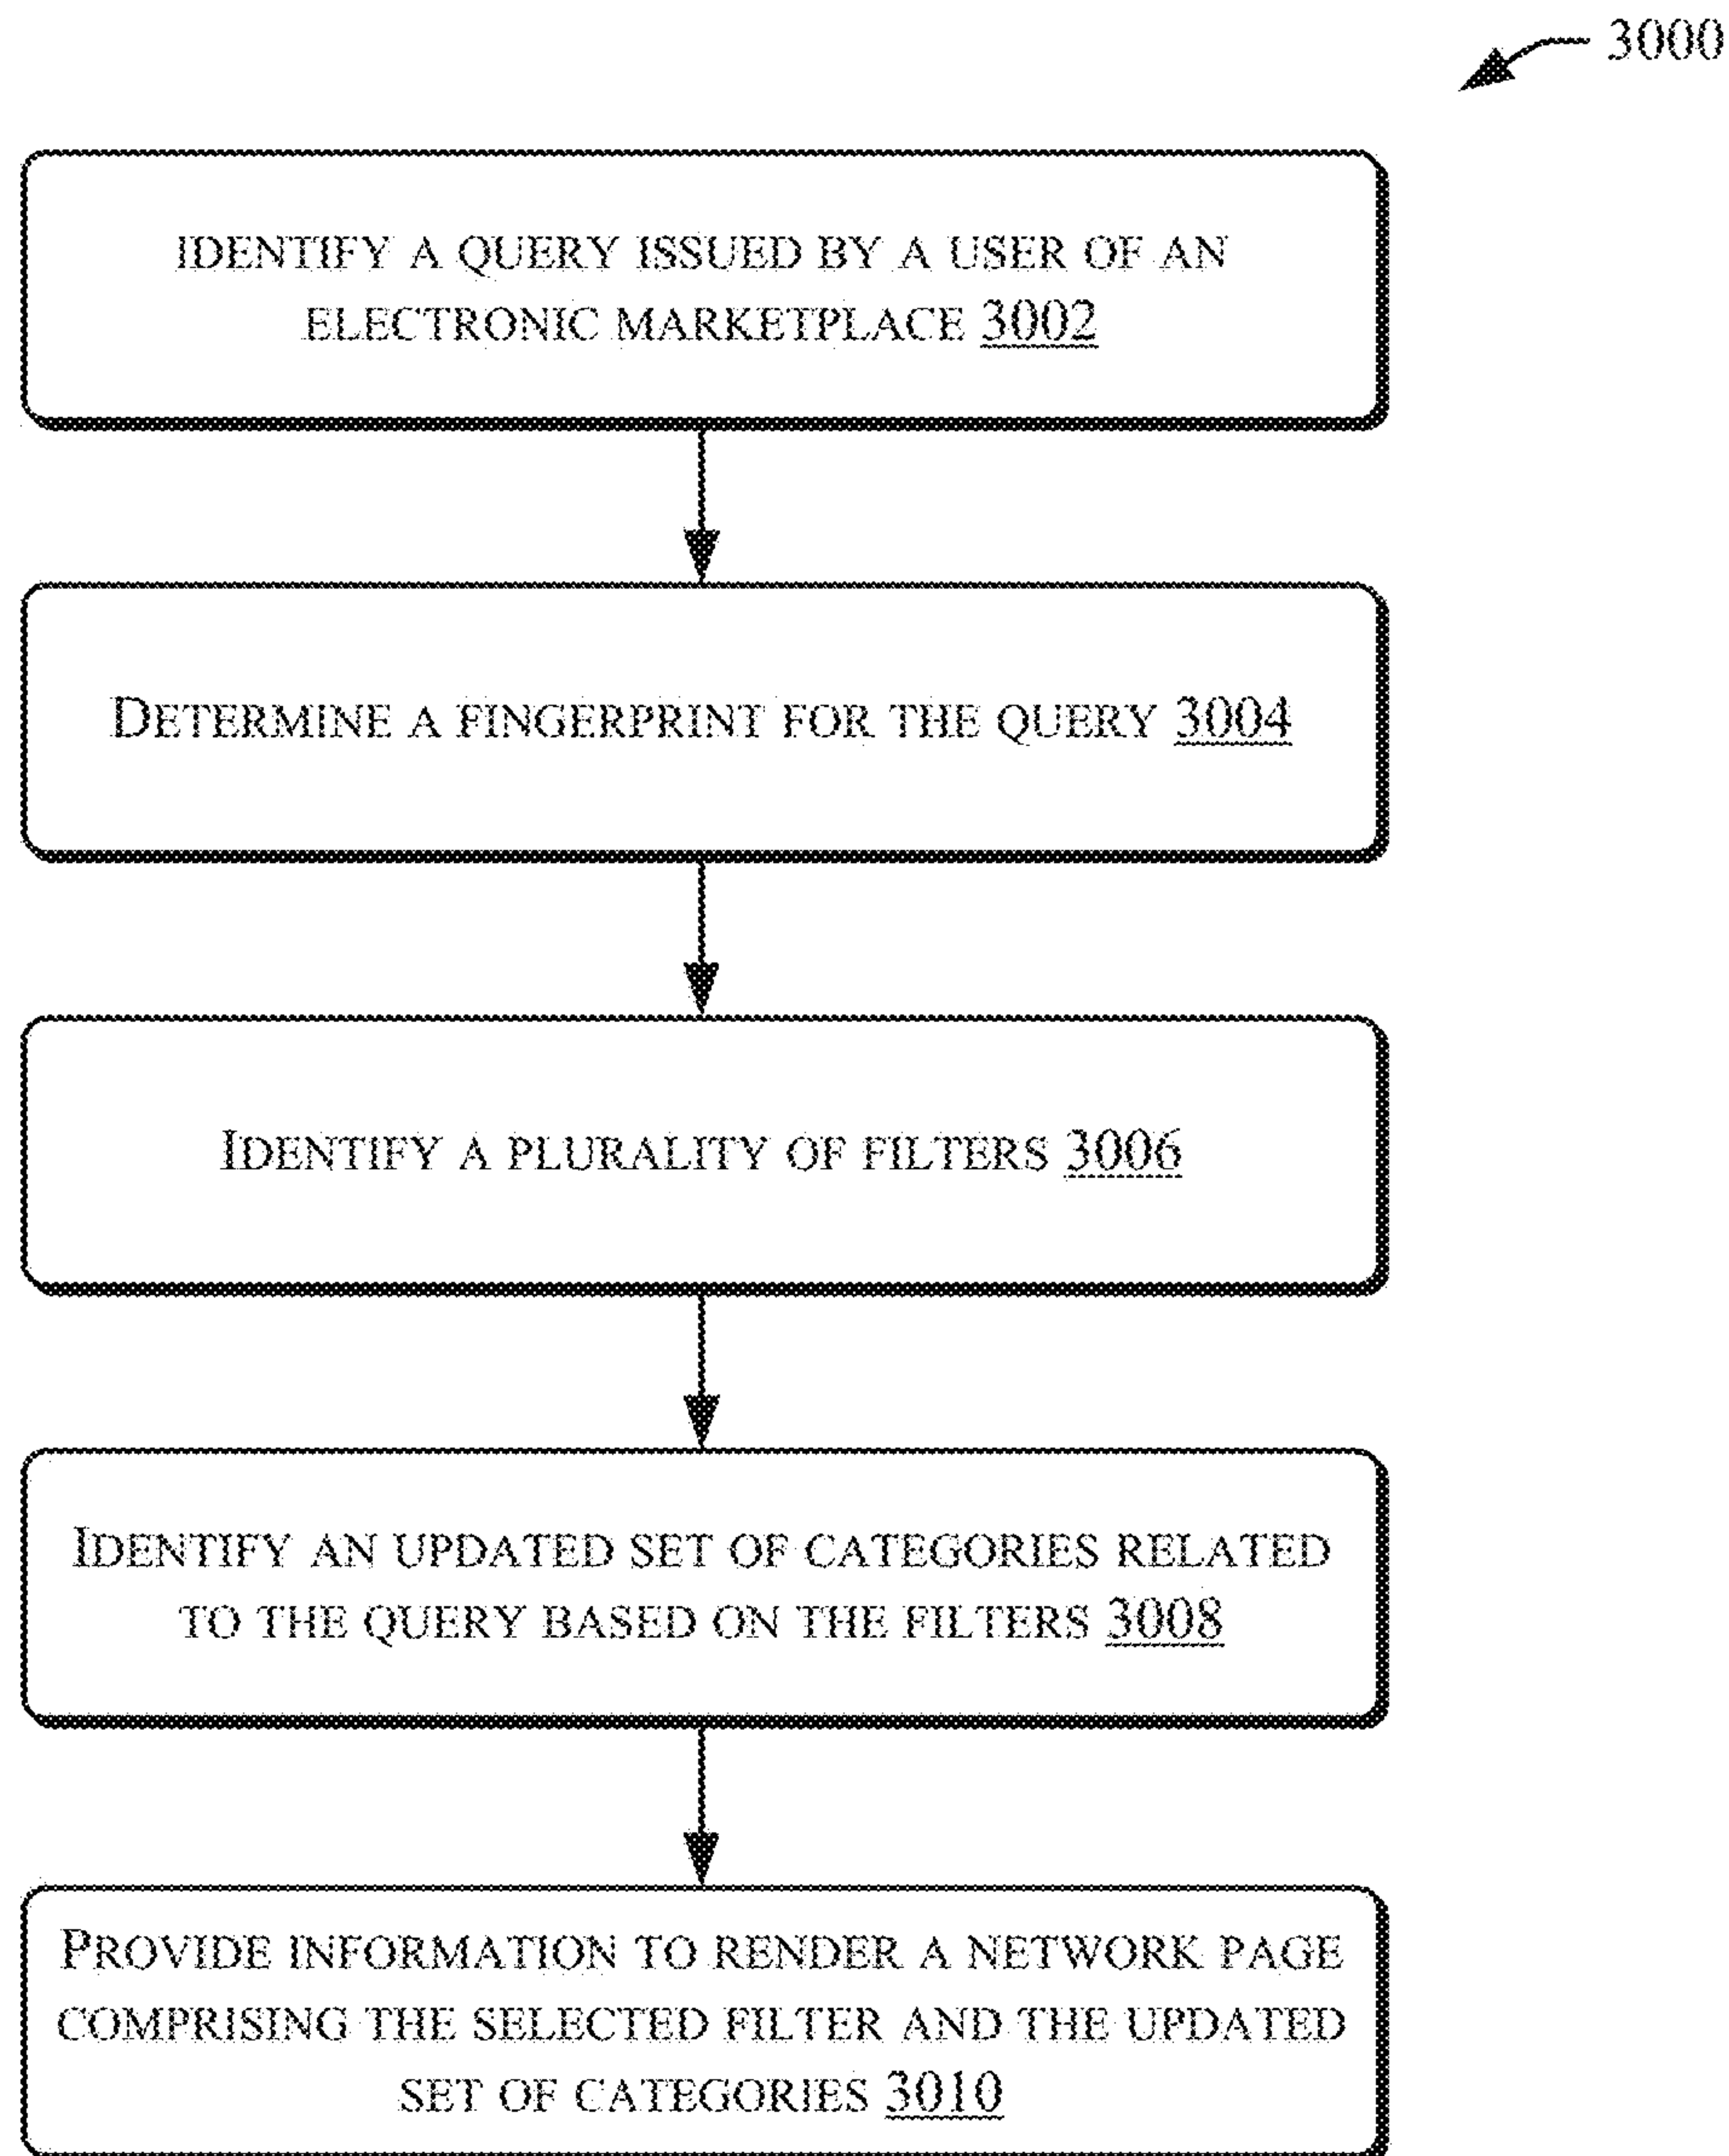 3000
IDENTIFY A QUERY ISSUED BY A USER OF AN
ELECTRONIC MARKETPLACE 3002
DETERMINE A FINGERPRINT FOR THE QUERY 3004
IDENTIFY A PLURALITY OF FILTERS 3006
IDENTIFY AN UPDATED SET OF CATEGORIES RELATED
TO THE QUERY BASED ON THE FILTERS 3008
PROVIDE INFORMATION TO RENDER A NETWORK PAGE
COMPRISING THE SELECTED FILTER AND THE UPDATED
SET OF CATEGORIES 3010